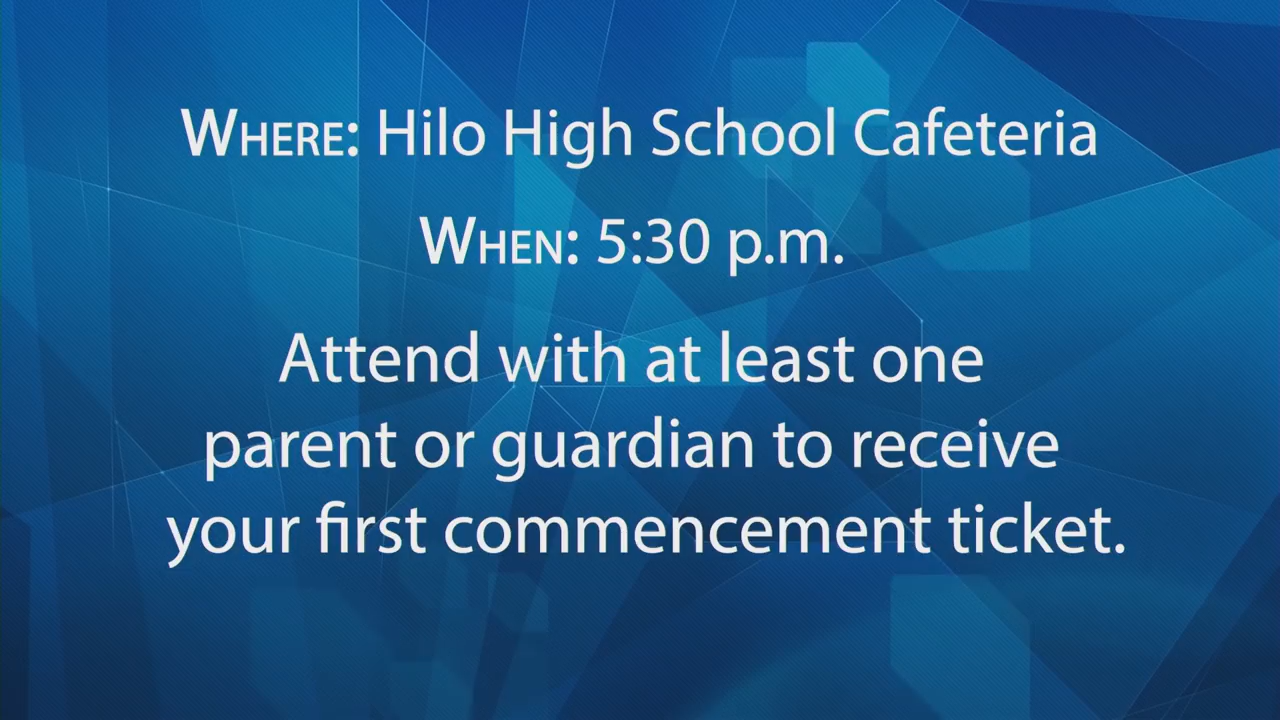 WHERE: Hilo High School Cafeteria
WHEN: 5:30 p.m.
Attend with at least one
parent or guardian to receive
your first commencement ticket.